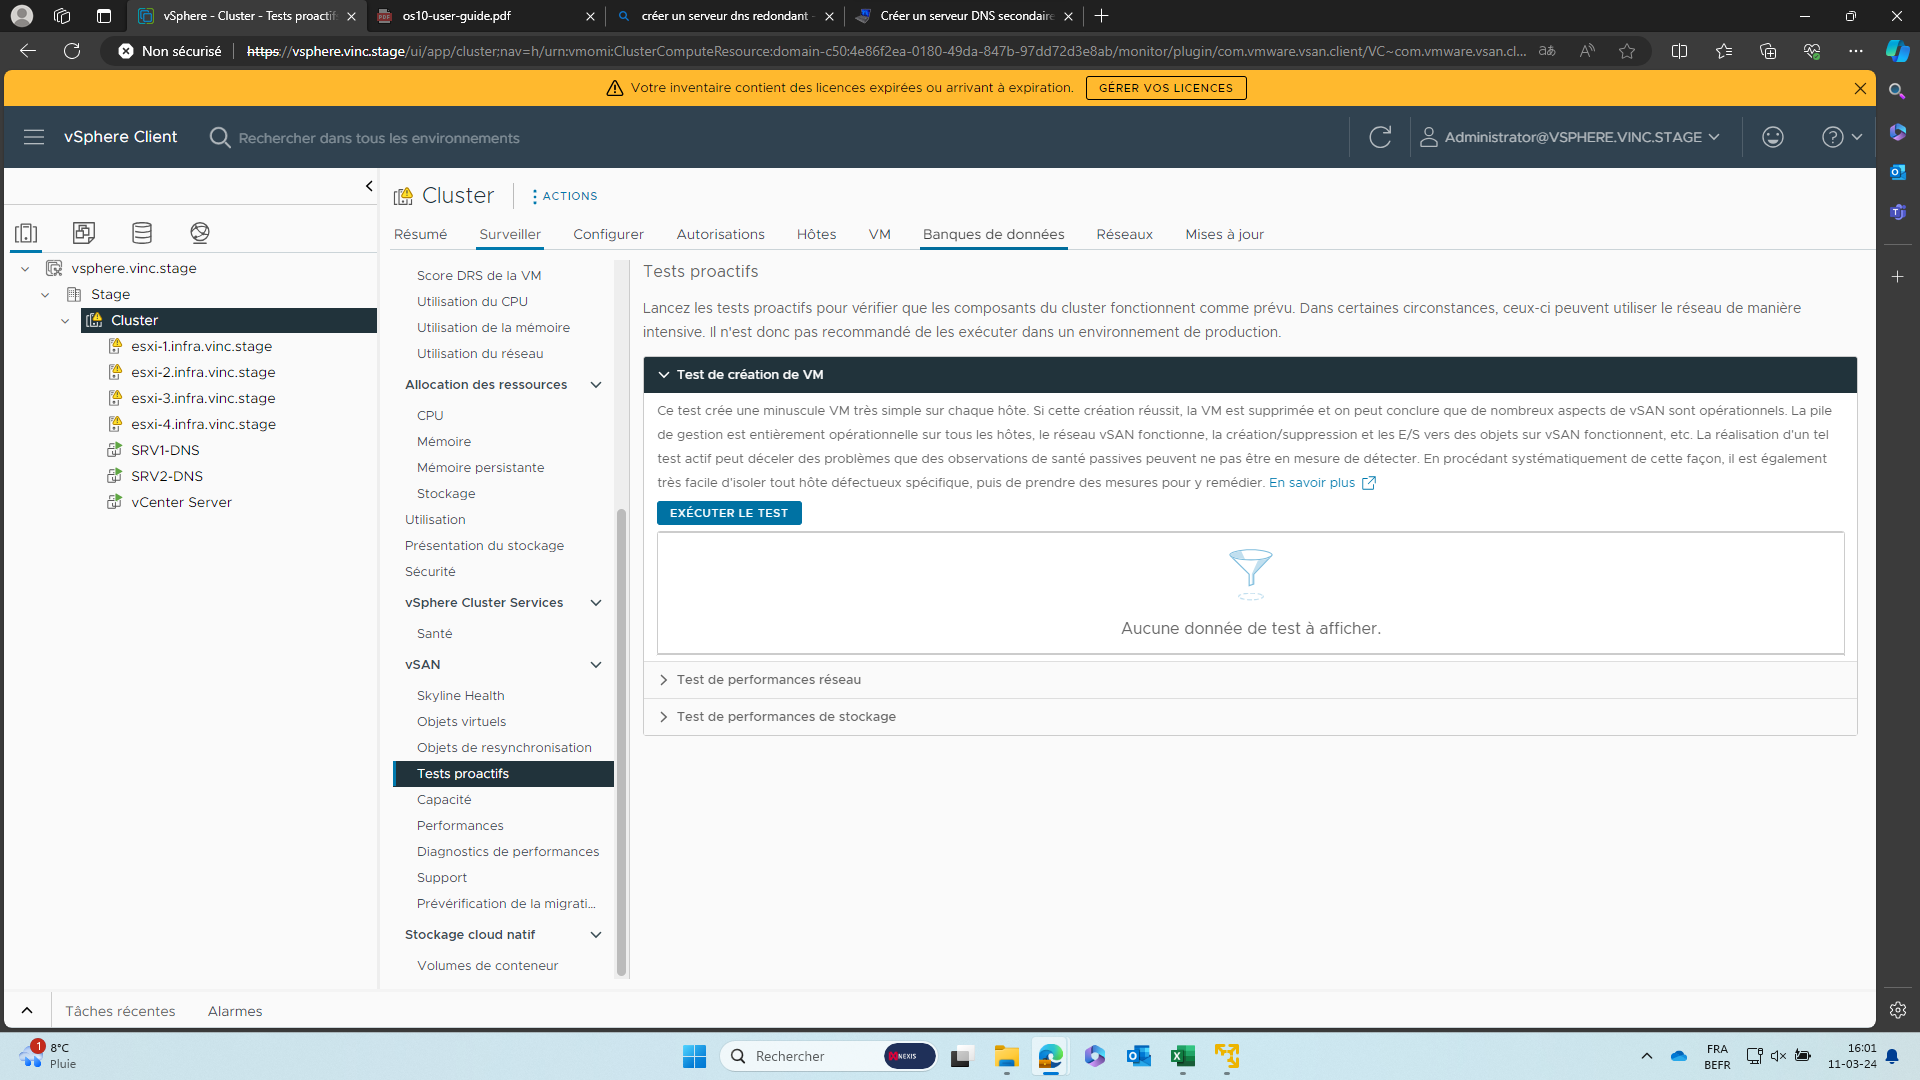 vSphere - Cluster - Tests proactifs
os10-user-guide.pdf
créer un serveur dns redondant -
Créer un serveur DNS secondaire
Non sécurisé
https://vsphere.vinc.stage/ui/app/cluster;nav=h/urn:vmomi:ClusterComputeResource:domain-c50:4e86f2ea-0180-49da-847b-97dd72d3e8ab/monitor/plugin/com.vmware.vsan.client/VC~com.vmware.vsan.cl...
Votre inventaire contient des licences expirées ou arrivant à expiration.
GÉRER VOS LICENCES
vSphere Client
Rechercher dans tous les environnements
Administrator@VSPHERE.VINC.STAGE
vsphere.vinc.stage
Stage
Cluster
esxi-1.infra.vinc.stage
esxi-2.infra.vinc.stage
esxi-3.infra.vinc.stage
esxi-4.infra.vinc.stage
SRV1-DNS
SRV2-DNS
vCenter Server
Cluster
ACTIONS
Résumé
Surveiller
Configurer
Autorisations
Hôtes
VM
Banques de données
Réseaux
Mises à jour
Score DRS de la VM
Utilisation du CPU
Utilisation de la mémoire
Utilisation du réseau
Allocation des ressources
CPU
Mémoire
Mémoire persistante
Stockage
Utilisation
Présentation du stockage
Sécurité
vSphere Cluster Services
Santé
vSAN
Skyline Health
Objets virtuels
Objets de resynchronisation
Tests proactifs
Capacité
Performances
Diagnostics de performances
Support
Prévérification de la migrati...
Stockage cloud natif
Volumes de conteneur
Tests proactifs
Lancez les tests proactifs pour vérifier que les composants du cluster fonctionnent comme prévu. Dans certaines circonstances, ceux-ci peuvent utiliser le réseau de manière
intensive. Il n'est donc pas recommandé de les exécuter dans un environnement de production.
Test de création de VM
Ce test crée une minuscule VM très simple sur chaque hôte. Si cette création réussit, la VM est supprimée et on peut conclure que de nombreux aspects de vSAN sont opérationnels. La pile
de gestion est entièrement opérationnelle sur tous les hôtes, le réseau vSAN fonctionne, la création/suppression et les E/S vers des objets sur vSAN fonctionnent, etc. La réalisation d'un tel
test actif peut déceler des problèmes que des observations de santé passives peuvent ne pas être en mesure de détecter. En procédant systématiquement de cette façon, il est également
très facile d'isoler tout hôte défectueux spécifique, puis de prendre des mesures pour y remédier. En savoir plus
EXÉCUTER LE TEST
Aucune donnée de test à afficher.
Test de performances réseau
Test de performances de stockage
Tâches récentes
Alarmes
1
8°C
Pluie
Rechercher
NEXIS
FRA
BEFR
16:01
11-03-24